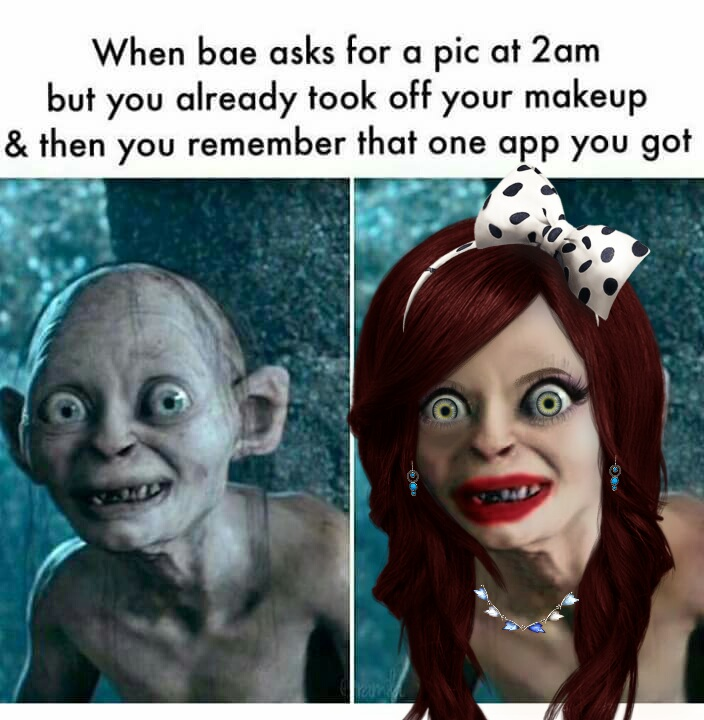 When bae asks for a pic at 2am
but you already took off your makeup
& then you remember that one app you got